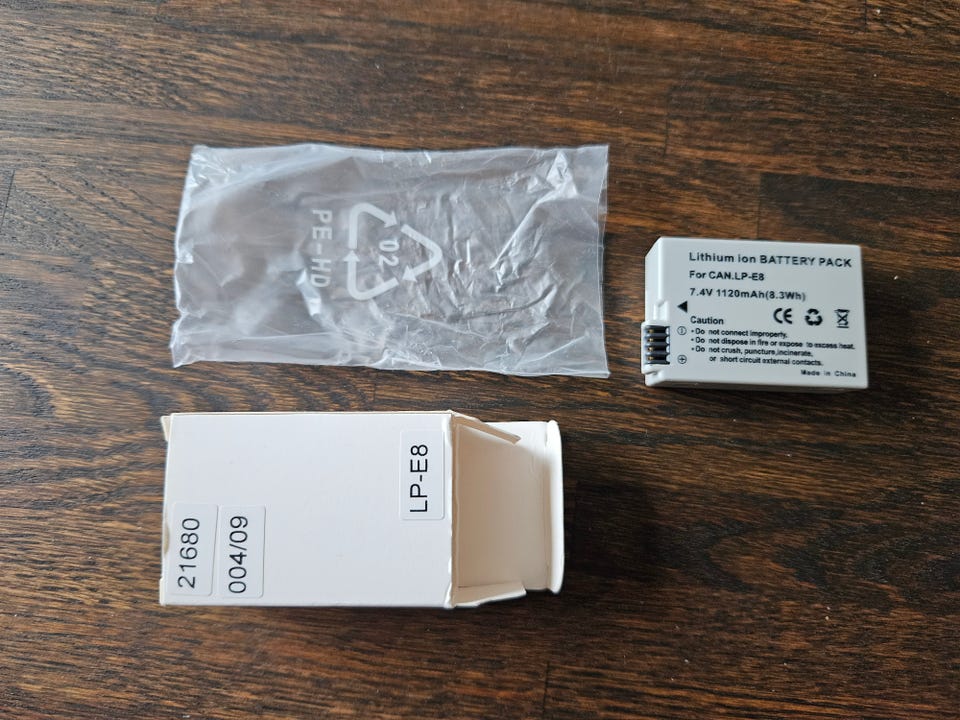 PE-HD
02
Lithium ion BATTERY PACK
For CAN.LP-E8
7.4V 1120mAh(8.3Wh)
CE
Caution
• Do not connect improperly.
• Do not dispose in fire or expose to excess heat.
• Do not crush, puncture,incinerate,
or short circuit external contacts.
Made in China
LP-E8
21680
004/09